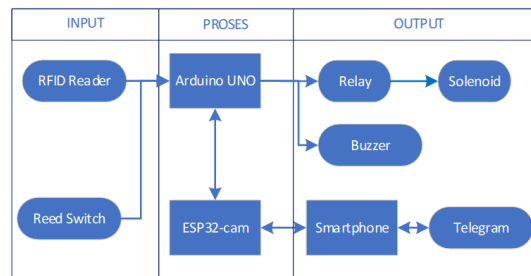 INPUT
PROSES
OUTPUT
RFID Reader
Arduino UNO
Relay
Solenoid
Buzzer
Reed Switch
ESP32-cam
Smartphone
Telegram